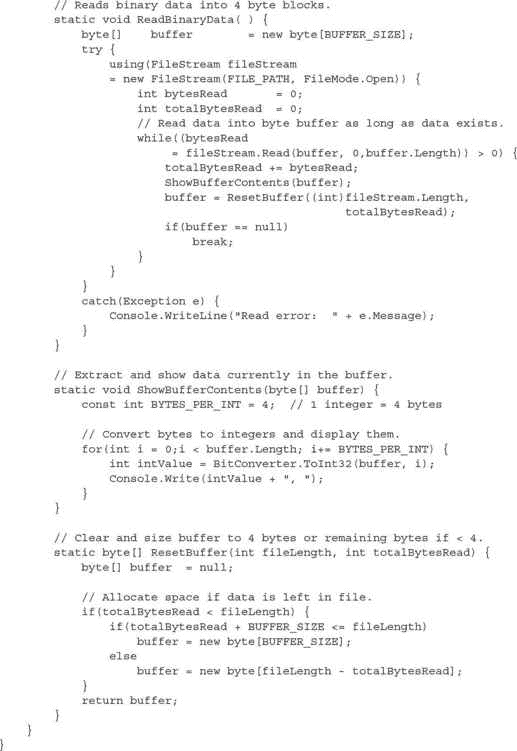 // Reads binary data into 4 byte blocks.
static void ReadBinaryData( ) {
byte[]    buffer        = new byte[BUFFER_SIZE];
try {
using(FileStream fileStream
= new FileStream(FILE_PATH, FileMode.Open)) {
int bytesRead       = 0;
int totalBytesRead  = 0;
// Read data into byte buffer as long as data exists.
while((bytesRead
= fileStream.Read(buffer, 0,buffer.Length)) > 0) {
totalBytesRead += bytesRead;
ShowBufferContents(buffer);
buffer = ResetBuffer((int)fileStream.Length,
totalBytesRead);
if(buffer == null)
break;
}
}
}
catch(Exception e) {
Console.WriteLine("Read error:  " + e.Message);
}
}
// Extract and show data currently in the buffer.
static void ShowBufferContents(byte[] buffer) {
const int BYTES_PER_INT = 4;  // 1 integer = 4 bytes
// Convert bytes to integers and display them.
for(int i = 0;i < buffer.Length; i+= BYTES_PER_INT) {
int intValue = BitConverter.ToInt32(buffer, i);
Console.Write(intValue + ", ");
}
}
// Clear and size buffer to 4 bytes or remaining bytes if < 4.
static byte[] ResetBuffer(int fileLength, int totalBytesRead) {
byte[] buffer  = null;
// Allocate space if data is left in file.
if(totalBytesRead < fileLength) {
if(totalBytesRead + BUFFER_SIZE <= fileLength)
buffer = new byte[BUFFER_SIZE];
else
buffer = new byte[fileLength - totalBytesRead];
}
return buffer;
}
}
}